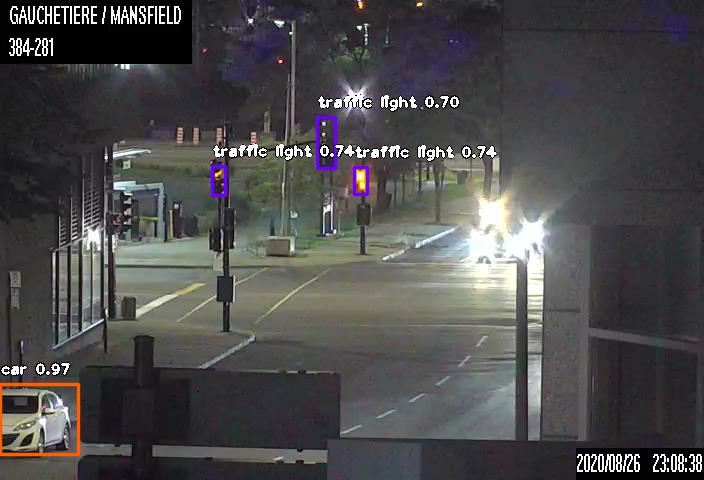 GAUCHETIERE / MANSFIELD
384-281
traffic light 0.70
traffic light 0.74
traffic light 0.74
car 0.97
2020/08/26 23:08:38